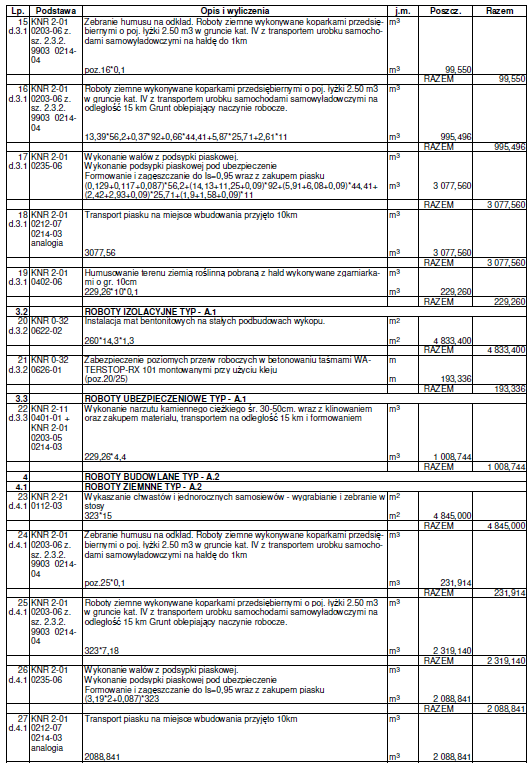 Lp. Podstawa Opis i wyliczenia j.m. Poszcz. Razem
15 KNR 2-01 Zebranie humusu na odkład. Roboty ziemne wykonywane koparkami przedsię- m3
d.3.1 0203-06 z. biernymi o poj. łyżki 2.50 m3 w gruncie kat. IV z transportem urobku samocho-
sz. 2.3.2. dami samowyładowczymi na hałdę do 1km
9903 0214-
04
poz.16*0,1 m3 99,550
RAZEM 99,550
16 KNR 2-01 Roboty ziemne wykonywane koparkami przedsiębiernymi o poj. łyżki 2.50 m3 m3
d.3.1 0203-06 z. w gruncie kat. IV z transportem urobku samochodami samowyładowczymi na
sz. 2.3.2. odległość 15 km Grunt oblepiający naczynie robocze.
9903 0214-
04
13,39*56,2+0,37*92+0,66*44,41+5,87*25,71+2,61*11 m3 995,496
RAZEM 995,496
17 KNR 2-01 Wykonanie wałów z podsypki piaskowej. m3
d.3.1 0235-06 Wykonanie podsypki piaskowej pod ubezpieczenie
Formowanie i zagęszczanie do Is=0,95 wraz z zakupem piasku
(0,129+0,117+0,087)*56,2+(14,13+11,25+0,09)*92+(5,91+6,08+0,09)*44,41+ m3 3 077,560
(2,42+2,93+0,09)*25,71+(1,9+1,58+0,09)*11
RAZEM 3 077,560
18 KNR 2-01 Transport piasku na miejsce wbudowania przyjęto 10km m3
d.3.1 0212-07
0214-03
analogia
3077,56 m3 3 077,560
RAZEM 3 077,560
19 KNR 2-01 Humusowanie terenu ziemią roślinną pobraną z hałd wykonywane zgarniarka- m3
d.3.1 0402-06 mi o gr. 10cm
229,26*10*0,1 m3 229,260
RAZEM 229,260
3.2 ROBOTY IZOLACYJNE TYP - A.1
20 KNR 0-32 Instalacja mat bentonitowych na stałych podbudowach wykopu. m2
d.3.2 0622-02
260*14,3*1,3 m2 4 833,400
RAZEM 4 833,400
21 KNR 0-32 Zabezpieczenie poziomych przerw roboczych w betonowaniu taśmami WA- m
d.3.2 0626-01 TERSTOP-RX 101 montowanymi przy użyciu kleju
(poz.20/25) m 193,336
RAZEM 193,336
3.3 ROBOTY UBEZPIECZENIOWE TYP - A.1
22 KNR 2-11 Wykonanie narzutu kamiennego ciężkiego śr. 30-50cm. wraz z klinowaniem m3
d.3.3 0401-01 + oraz zakupem materiału, transportem na odległość 15 km i formowaniem
KNR 2-01
0203-05
0214-03
229,26*4,4 m3 1 008,744
RAZEM 1 008,744
4 ROBOTY BUDOWLANE TYP - A.2
4.1 ROBOTY ZIEMNNE TYP - A.2
23 KNR 2-21 Wykaszanie chwastów i jednorocznych samosiewów - wygrabianie i zebranie w m2
d.4.1 0112-03 stosy
323*15 m2 4 845,000
RAZEM 4 845,000
24 KNR 2-01 Zebranie humusu na odkład. Roboty ziemne wykonywane koparkami przedsię- m3
d.4.1 0203-06 z. biernymi o poj. łyżki 2.50 m3 w gruncie kat. IV z transportem urobku samocho-
sz. 2.3.2. dami samowyładowczymi na hałdę do 1km
9903 0214-
04
poz.25*0,1 m3 231,914
RAZEM 231,914
25 KNR 2-01 Roboty ziemne wykonywane koparkami przedsiębiernymi o poj. łyżki 2.50 m3 m3
d.4.1 0203-06 z. w gruncie kat. IV z transportem urobku samochodami samowyładowczymi na
sz. 2.3.2. odległość 15 km Grunt oblepiający naczynie robocze.
9903 0214-
04
323*7,18 m3 2 319,140
RAZEM 2 319,140
26 KNR 2-01 Wykonanie wałów z podsypki piaskowej. m3
d.4.1 0235-06 Wykonanie podsypki piaskowej pod ubezpieczenie
Formowanie i zagęszczanie do Is=0,95 wraz z zakupem piasku
(3,19*2+0,087)*323 m3 2 088,841
RAZEM 2 088,841
27 KNR 2-01 Transport piasku na miejsce wbudowania przyjęto 10km m3
d.4.1 0212-07
0214-03
analogia
2088,841 m3 2 088,841